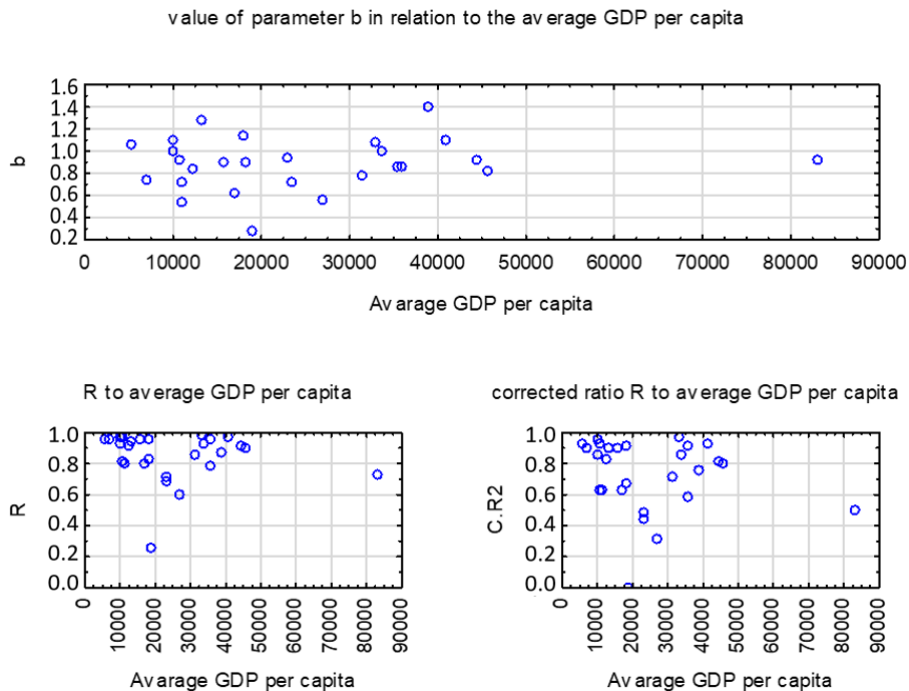 value of parameter b in relation to the average GDP per capita
1.6
1.4
1.2
1.0
0.8
0.6
0.4
0.2
b
0 10000 20000 30000 40000 50000 60000 70000 80000 90000
Avarage GDP per capita
R to average GDP per capita
1.0
0.8
0.6
0.4
0.2
0.0
R
0 10000 20000 30000 40000 50000 60000 70000 80000 90000
Avarage GDP per capita
corrected ratio R to average GDP per capita
1.0
0.8
0.6
0.4
0.2
0.0
C.R2
0 10000 20000 30000 40000 50000 60000 70000 80000 90000
Avarage GDP per capita